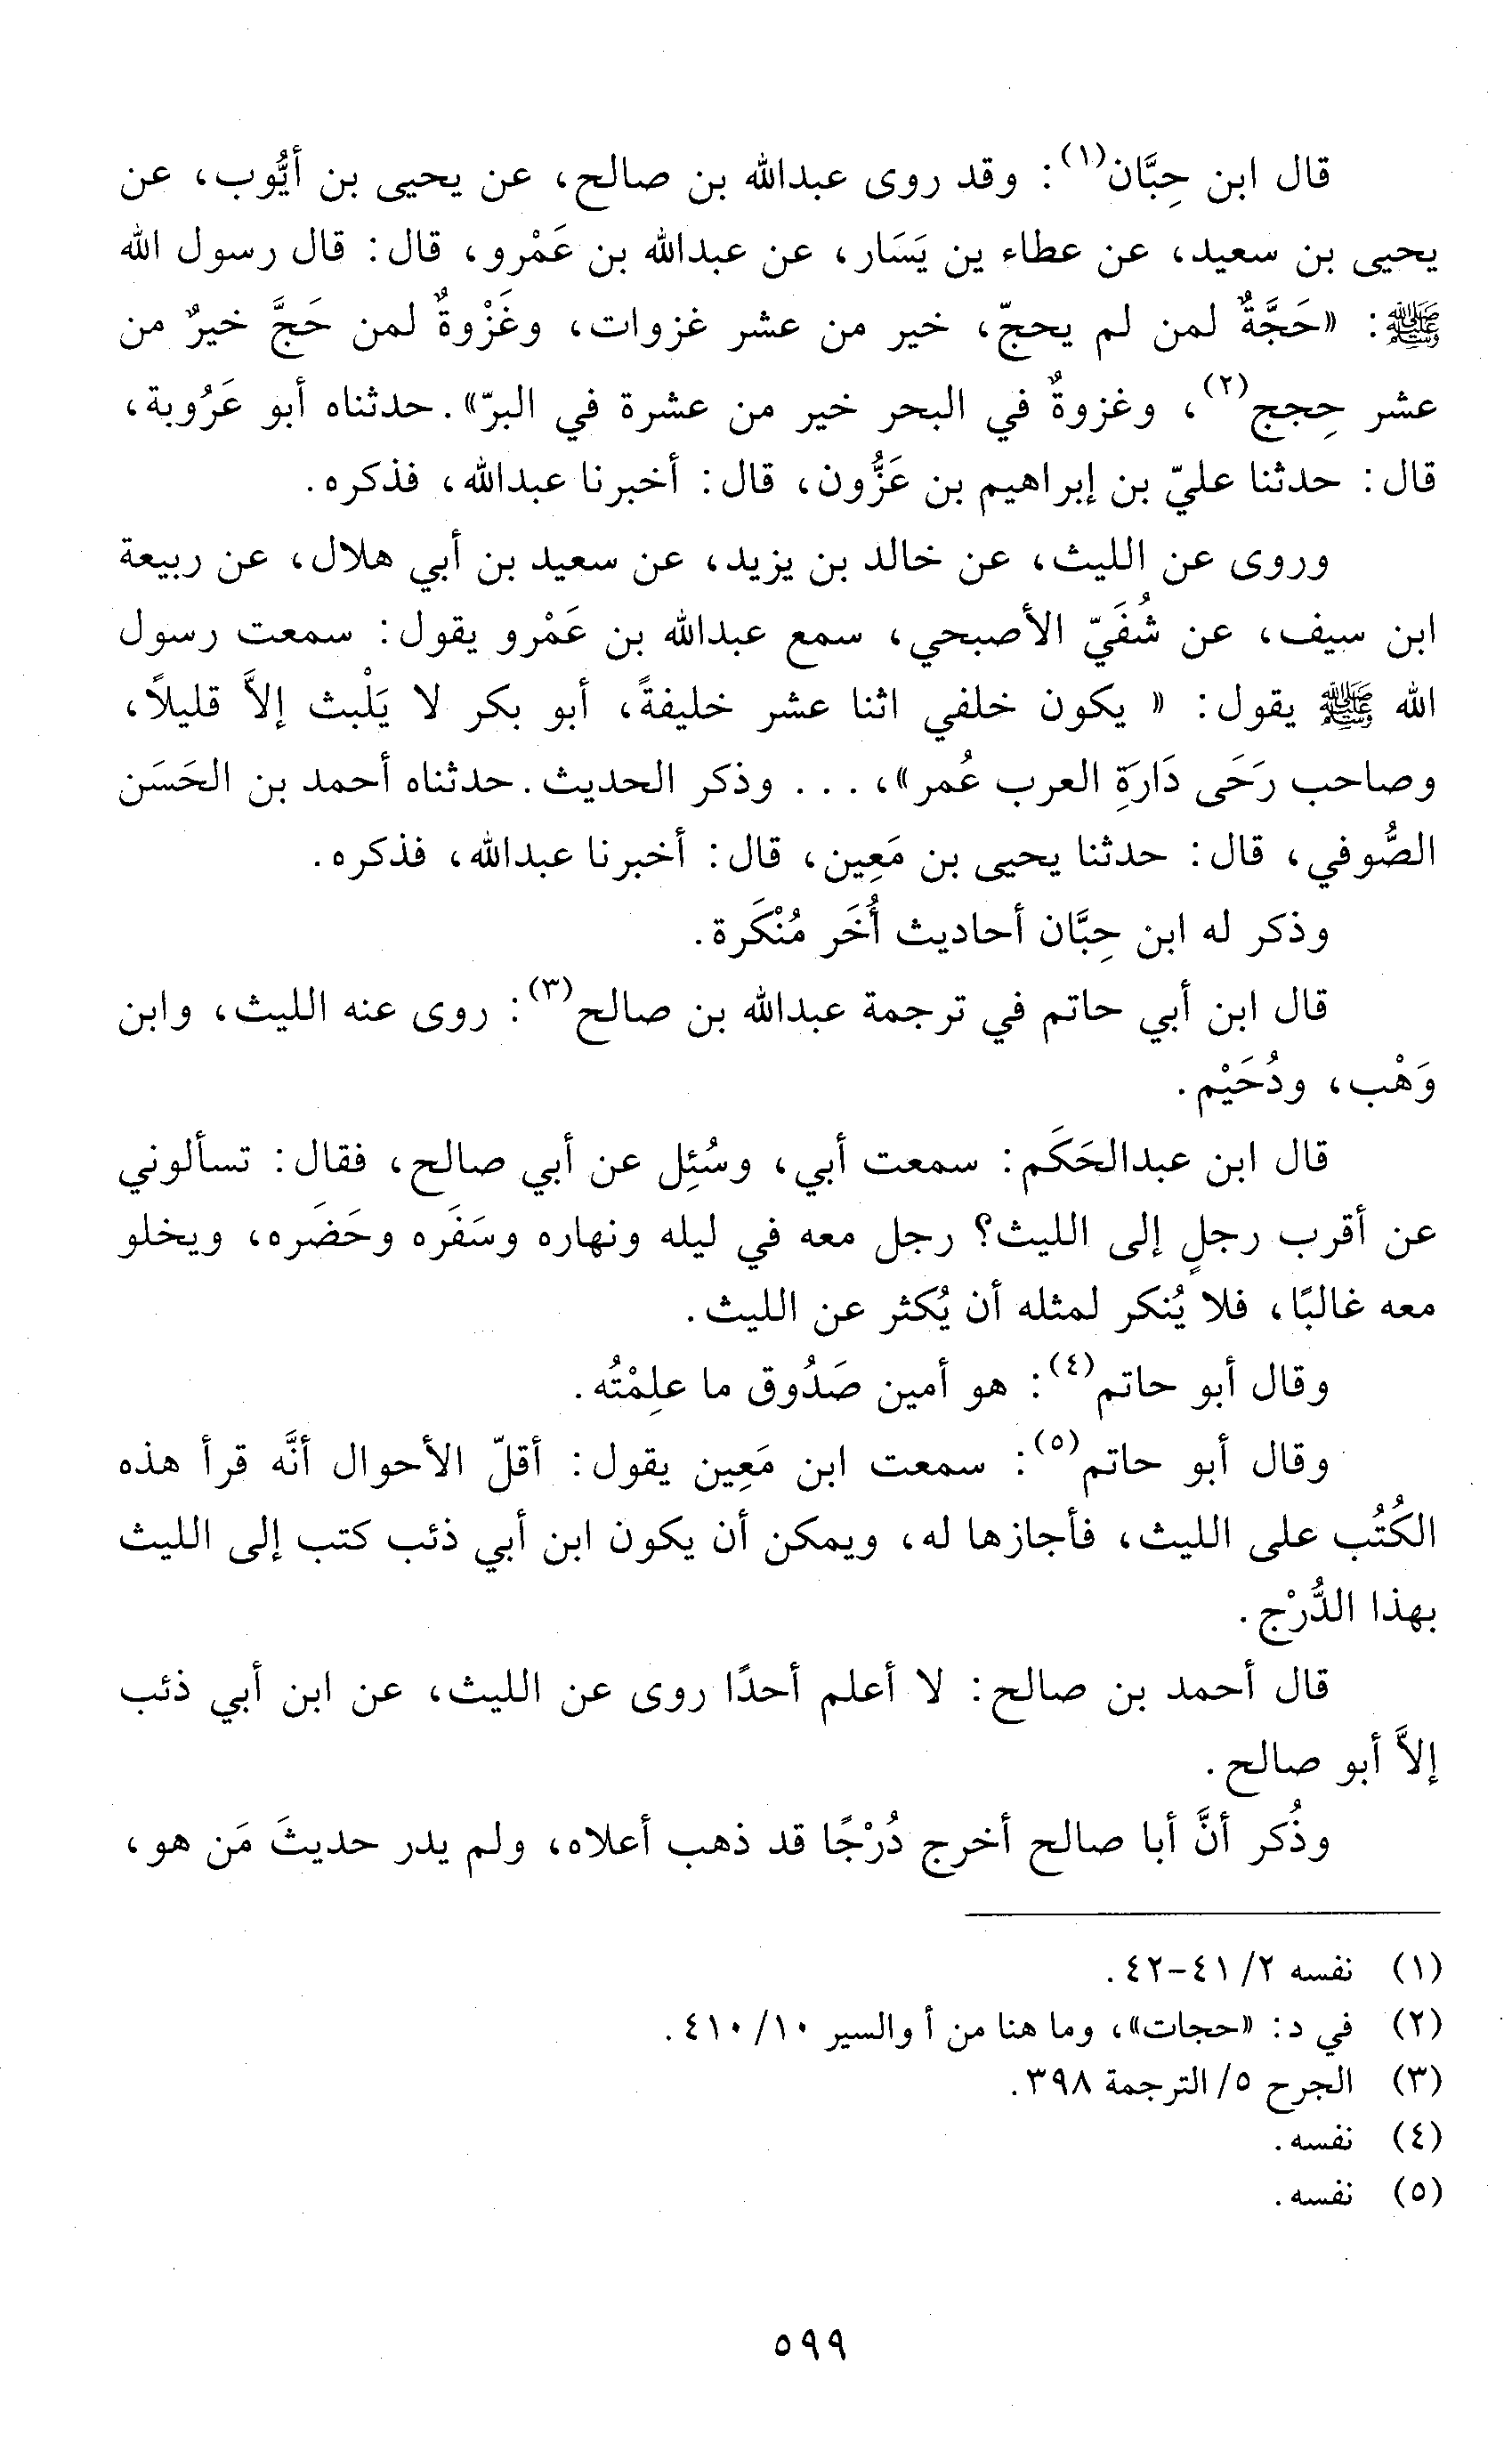 قال ابن حِبَّان(١): وقد روى عبدالله بن صالح، عن يحيى بن أيُّوب، عن
يحيى بن سعيد، عن عطاء ين يَسَار، عن عبدالله بن عَمْرو، قال: قال رسول الله
ﷺ: «حَجَّةٌ لمن لم يحجّ، خير من عشر غزوات، وغَزْوةٌ لمن حَجَّ خيرٌ من
عشر حِجج(٢)، وغزوةٌ في البحر خير من عشرة في البرّ». حدثناه أبو عَرُوبة،
قال: حدثنا عليّ بن إبراهيم بن عَزُّون، قال: أخبرنا عبدالله، فذكره.
وروى عن الليث، عن خالد بن يزيد، عن سعيد بن أبي هلال، عن ربيعة
ابن سيف، عن شُفَيّ الأصبحي، سمع عبدالله بن عَمْرو يقول: سمعت رسول
الله ﷺ يقول: « يكون خلفي اثنا عشر خليفةً، أبو بكر لا يَلْبث إلاَّ قليلاً،
وصاحب رَحَى دَارَةِ العرب عُمر»، . . . وذكر الحديث. حدثناه أحمد بن الحَسَن
الصُّوفي، قال: حدثنا يحيى بن مَعِين، قال: أخبرنا عبدالله، فذكره.
وذكر له ابن حِبَّان أحاديث أُخَر مُنْكَرة.
قال ابن أبي حاتم في ترجمة عبدالله بن صالح(٣): روى عنه الليث، وابن
وَهْب، ودُحَيْم.
قال ابن عبدالحَكَم: سمعت أبي، وسُئِل عن أبي صالح، فقال: تسألوني
عن أقرب رجلٍ إلى الليث؟ رجل معه في ليله ونهاره وسَفَره وحَضَره، ويخلو
معه غالبًا، فلا يُنكر لمثله أن يُكثر عن الليث.
وقال أبو حاتم(٤): هو أمين صَدُوق ما علِمْتُه.
وقال أبو حاتم(٥): سمعت ابن مَعِين يقول: أقلّ الأحوال أنَّه قرأ هذه
الكُتُب على الليث، فأجازها له، ويمكن أن يكون ابن أبي ذئب كتب إلى الليث
بهذا الدُّرْج.
قال أحمد بن صالح: لا أعلم أحدًا روى عن الليث، عن ابن أبي ذئب
إلاَّ أبو صالح.
وذُكر أنَّ أبا صالح أخرج دُرْجًا قد ذهب أعلاه، ولم يدر حديثَ مَن هو،
(١) نفسه ٢/ ٤١-٤٢.
(٢) في د: «حجات»، وما هنا من أ والسير ١٠/ ٤١٠.
(٣) الجرح ٥/ الترجمة ٣٩٨.
(٤) نفسه.
(٥) نفسه.
٥٩٩